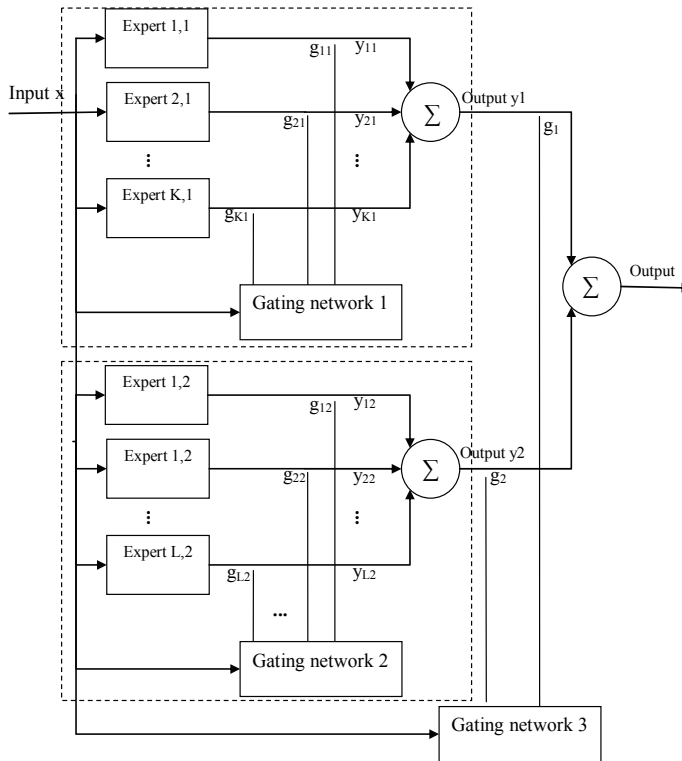 Expert 1,1
g11
y11
Input x
Expert 2,1
g21
y21
∑
Output y1
g1
⋮
⋮
Expert K,1
gK1
yK1
Gating network 1
∑
Output
Expert 1,2
g12
y12
Expert 1,2
g22
y22
∑
Output y2
g2
⋮
⋮
Expert L,2
gL2
yL2
...
Gating network 2
Gating network 3